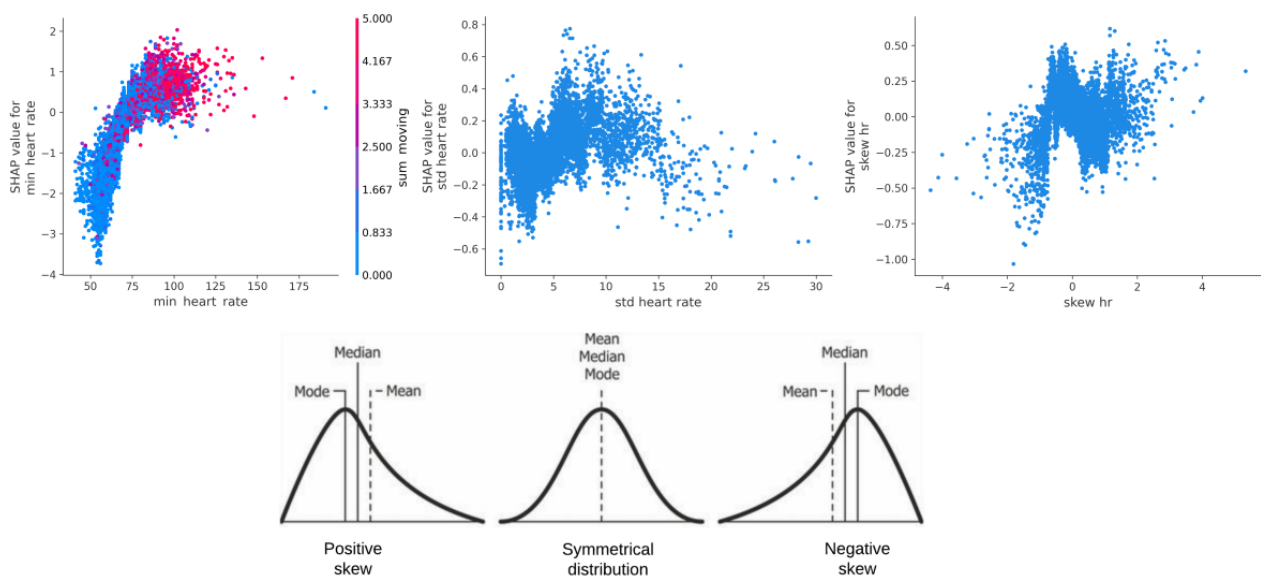 2
1
0
−1
−2
−3
−4
SHAP value for
min heart rate
50
75
100
125
150
175
min heart rate
5.000
4.167
3.333
2.500
1.667
0.833
0.000
sum moving
0.8
0.6
0.4
0.2
0.0
−0.2
−0.4
−0.6
SHAP value for
std heart rate
0
5
10
15
20
25
30
std heart rate
0.50
0.25
0.00
−0.25
−0.50
−0.75
−1.00
SHAP value for
skew hr
−4
−2
0
2
4
skew hr
Median
Mode
Mean
Positive
skew
Mean
Median
Mode
Symmetrical
distribution
Median
Mean
Mode
Negative
skew